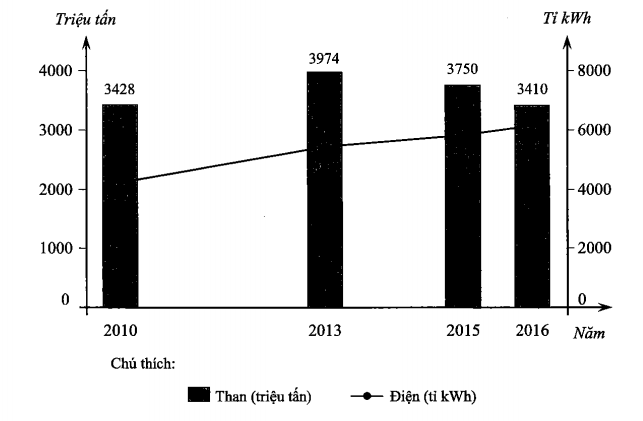 Triệu tấn Tỉ kWh
3974
3750
3428 3410
4000 8000
3000 6000
2000 4000
1000 2000
0 0
2010 2013 2015 2016 Năm
Chú thích:
Than (triệu tấn) Điện (tỉ kWh)